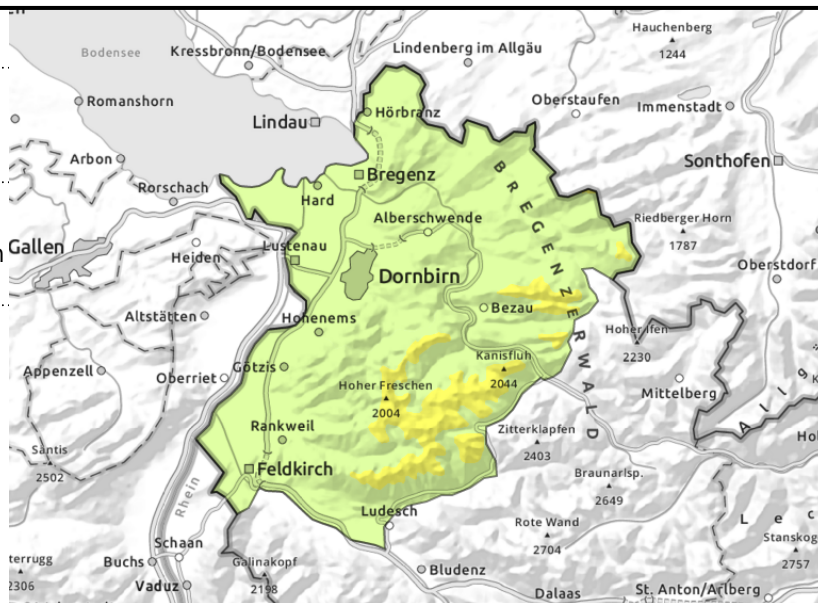 Hauchenberg
1244
Bodensee
Kressbronn/Bodensee
Lindenberg im Allgäu
Romanshorn
Hörbranz
Oberstaufen
Immenstadt
Lindau
Arbon
Bregenz
Sonthofen
Rorschach
Hard
Alberschwende
BREGENZERWALD
Riedberger Horn
1787
Gallen
Heiden
Lustenau
Dornbirn
Oberstdorf
Altstätten
Hohenems
Bezau
Hoher Ifen
2230
Appenzell
Oberriet
Götzis
Kanisfluh
2044
Hoher Freschen
2004
Mittelberg
Allg
Rankweil
Zitterklapfen
2403
Säntis
2502
Feldkirch
Braunarlsp.
2649
Rhein
Ludesch
Rote Wand
2704
Lec
Stanskog
2757
Schaan
Galinakopf
2198
Buchs
Vaduz
Bludenz
Dalaas
St. Anton/Arlberg
terrugg
2306